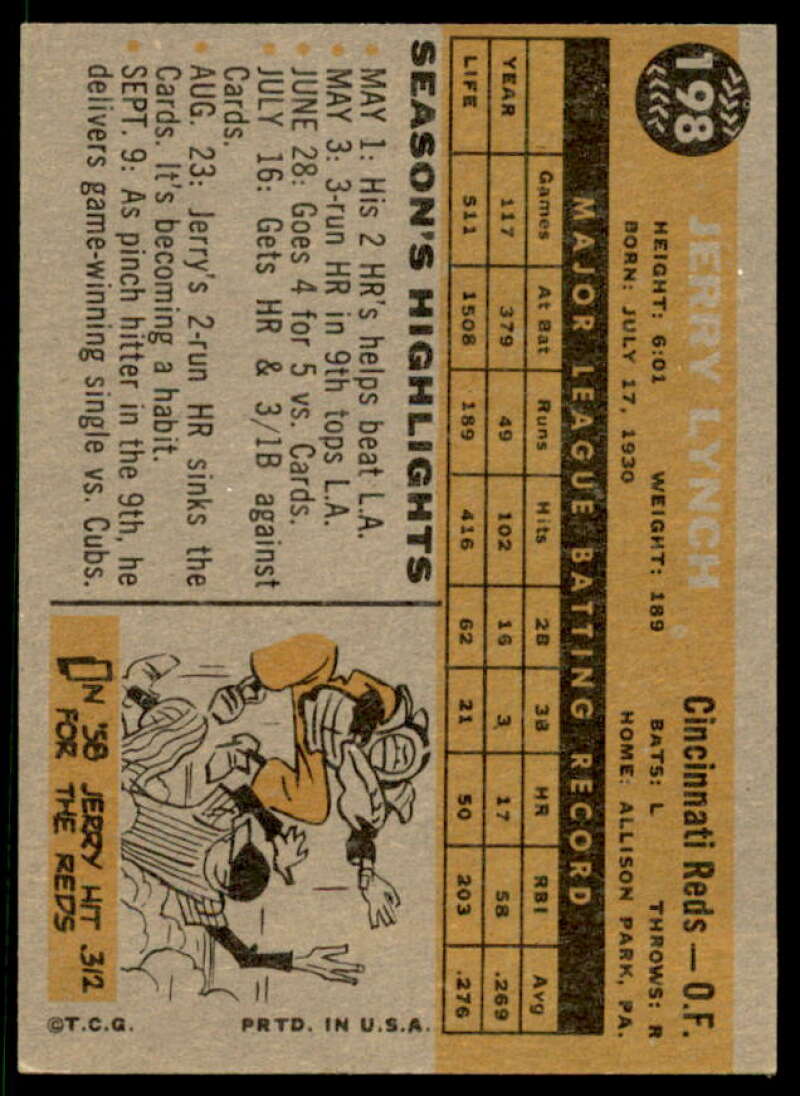 198
JERRY LYNCH
Cincinnati Reds — O.F.
HEIGHT: 6:01 WEIGHT: 189 BATS: L THROWS: R
BORN: JULY 17, 1930 HOME: ALLISON PARK, PA.
MAJOR LEAGUE BATTING RECORD
Games At Bat Runs Hits 2B 3B HR RBI Avg
YEAR 117 379 49 102 16 3 17 58 .269
LIFE 511 1508 189 416 62 21 50 203 .276
SEASON'S HIGHLIGHTS
• MAY 1: His 2 HR's helps beat L.A.
• MAY 3: 3-run HR in 9th tops L.A.
• JUNE 28: Goes 4 for 5 vs. Cards.
• JULY 16: Gets HR & 3/1B against
Cards.
• AUG. 23: Jerry's 2-run HR sinks the
Cards. It's becoming a habit.
• SEPT. 9: As pinch hitter in the 9th, he
delivers game-winning single vs. Cubs.
IN '58 JERRY HIT .312
FOR THE REDS
©T.C.G. PRTD. IN U.S.A.